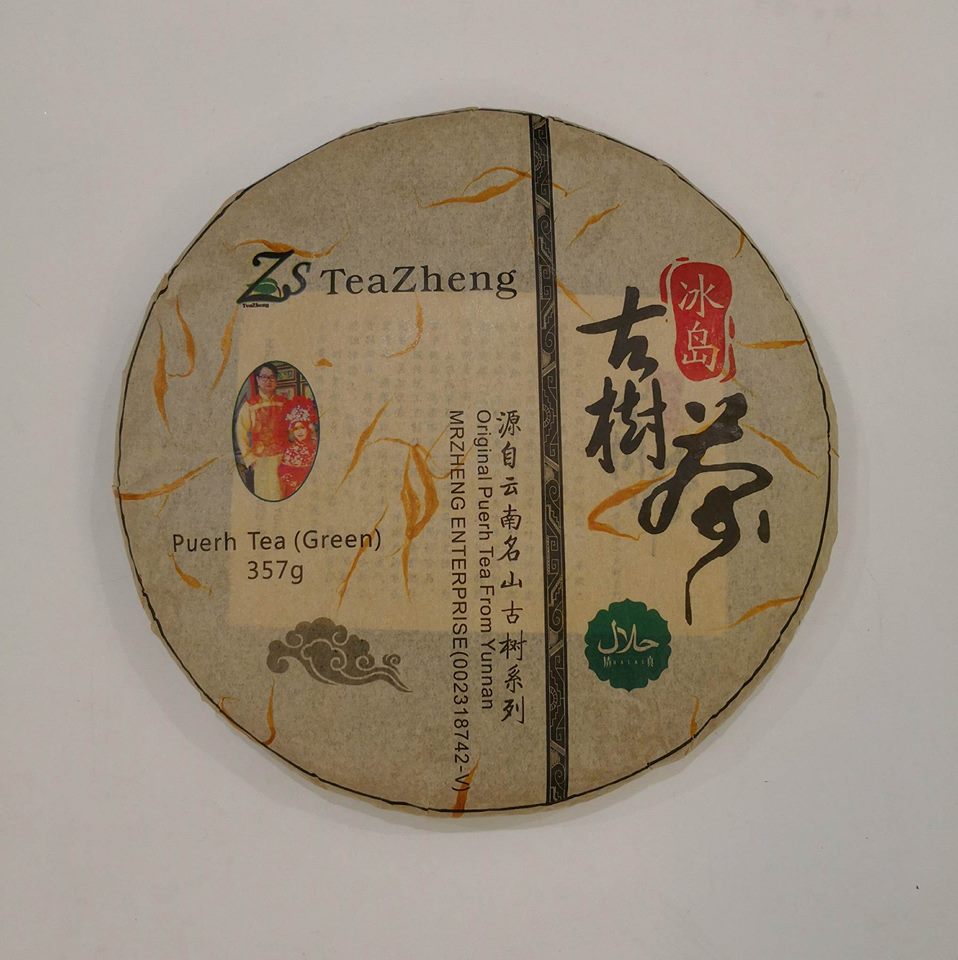 ZS TeaZheng
TeaZheng
冰岛
古樹茶
源自云南名山古树系列
Original Puerh Tea From Yunnan
MRZHENG ENTERPRISE(002318742-V)
Puerh Tea (Green)
357g
حلال